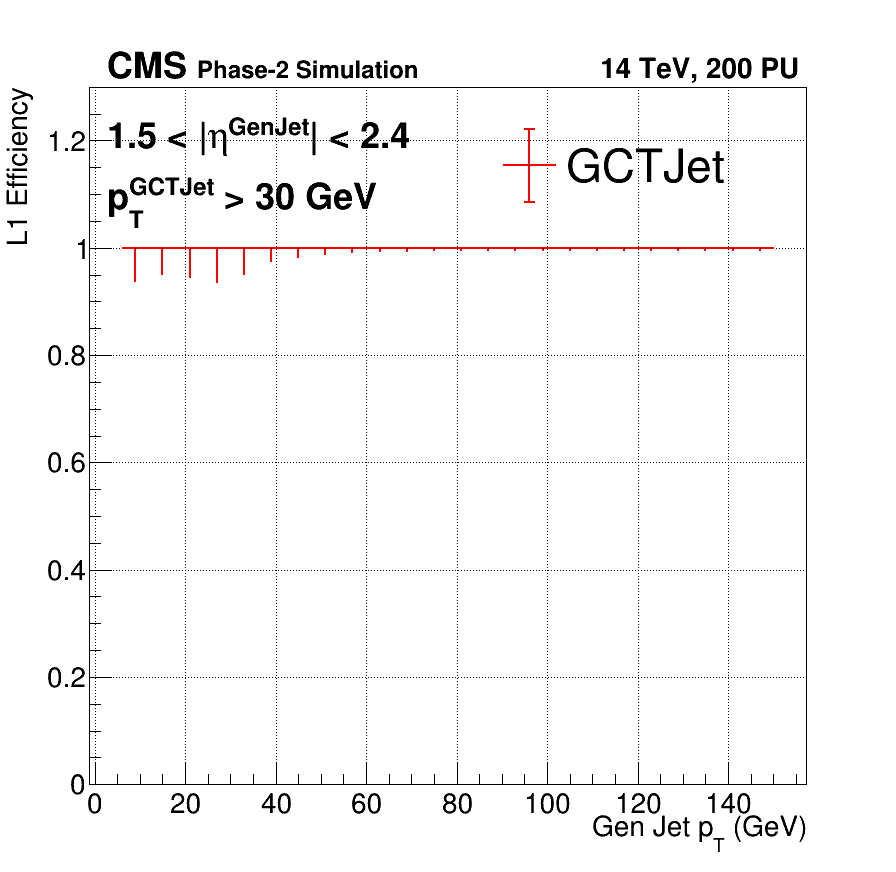 CMS Phase-2 Simulation 14 TeV, 200 PU
L1 Efficiency
1.5 < |η^GenJet| < 2.4
p_T^GCTJet > 30 GeV
GCTJet
1.2
1
0.8
0.6
0.4
0.2
0
0 20 40 60 80 100 120 140
Gen Jet p_T (GeV)